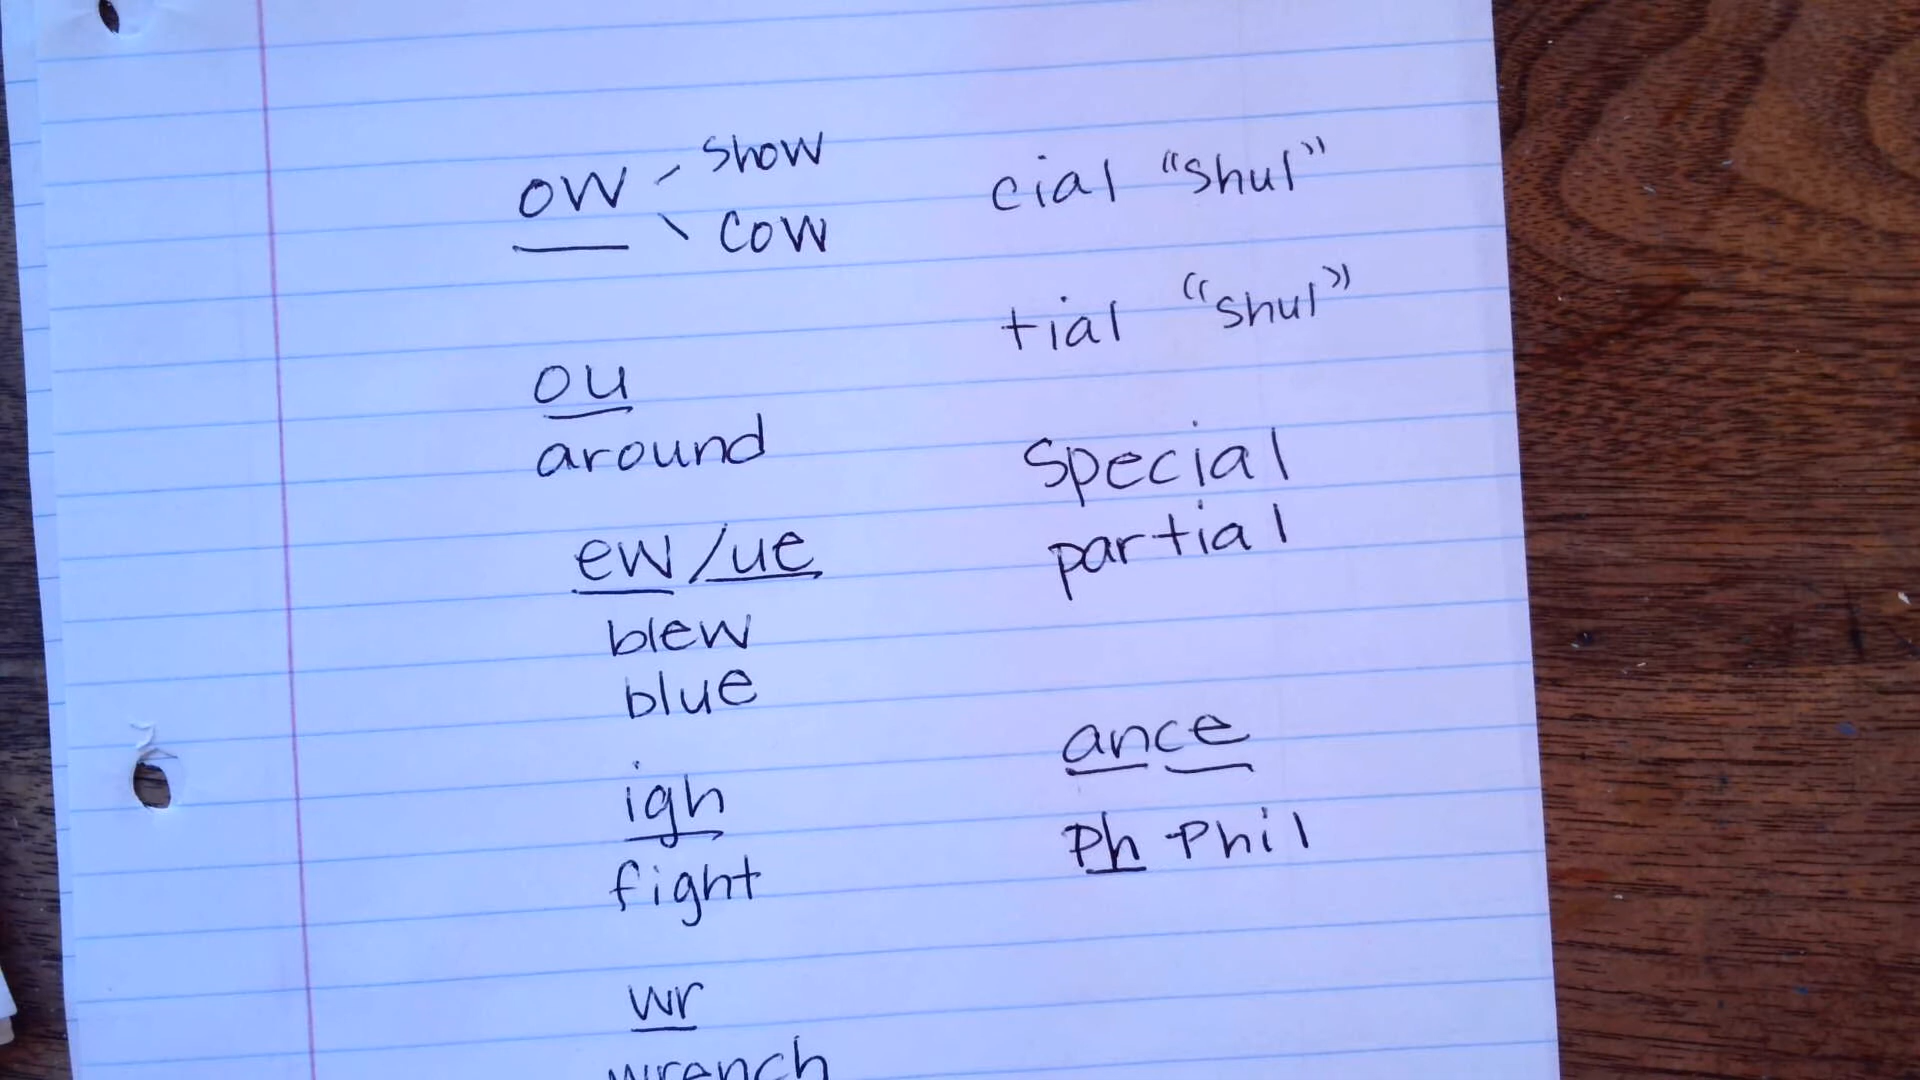 ow
show
cow
ou
around
ew/ue
blew
blue
igh
fight
wr
wrench
cial "shul"
tial "shul"
special
partial
ance
Ph Phil